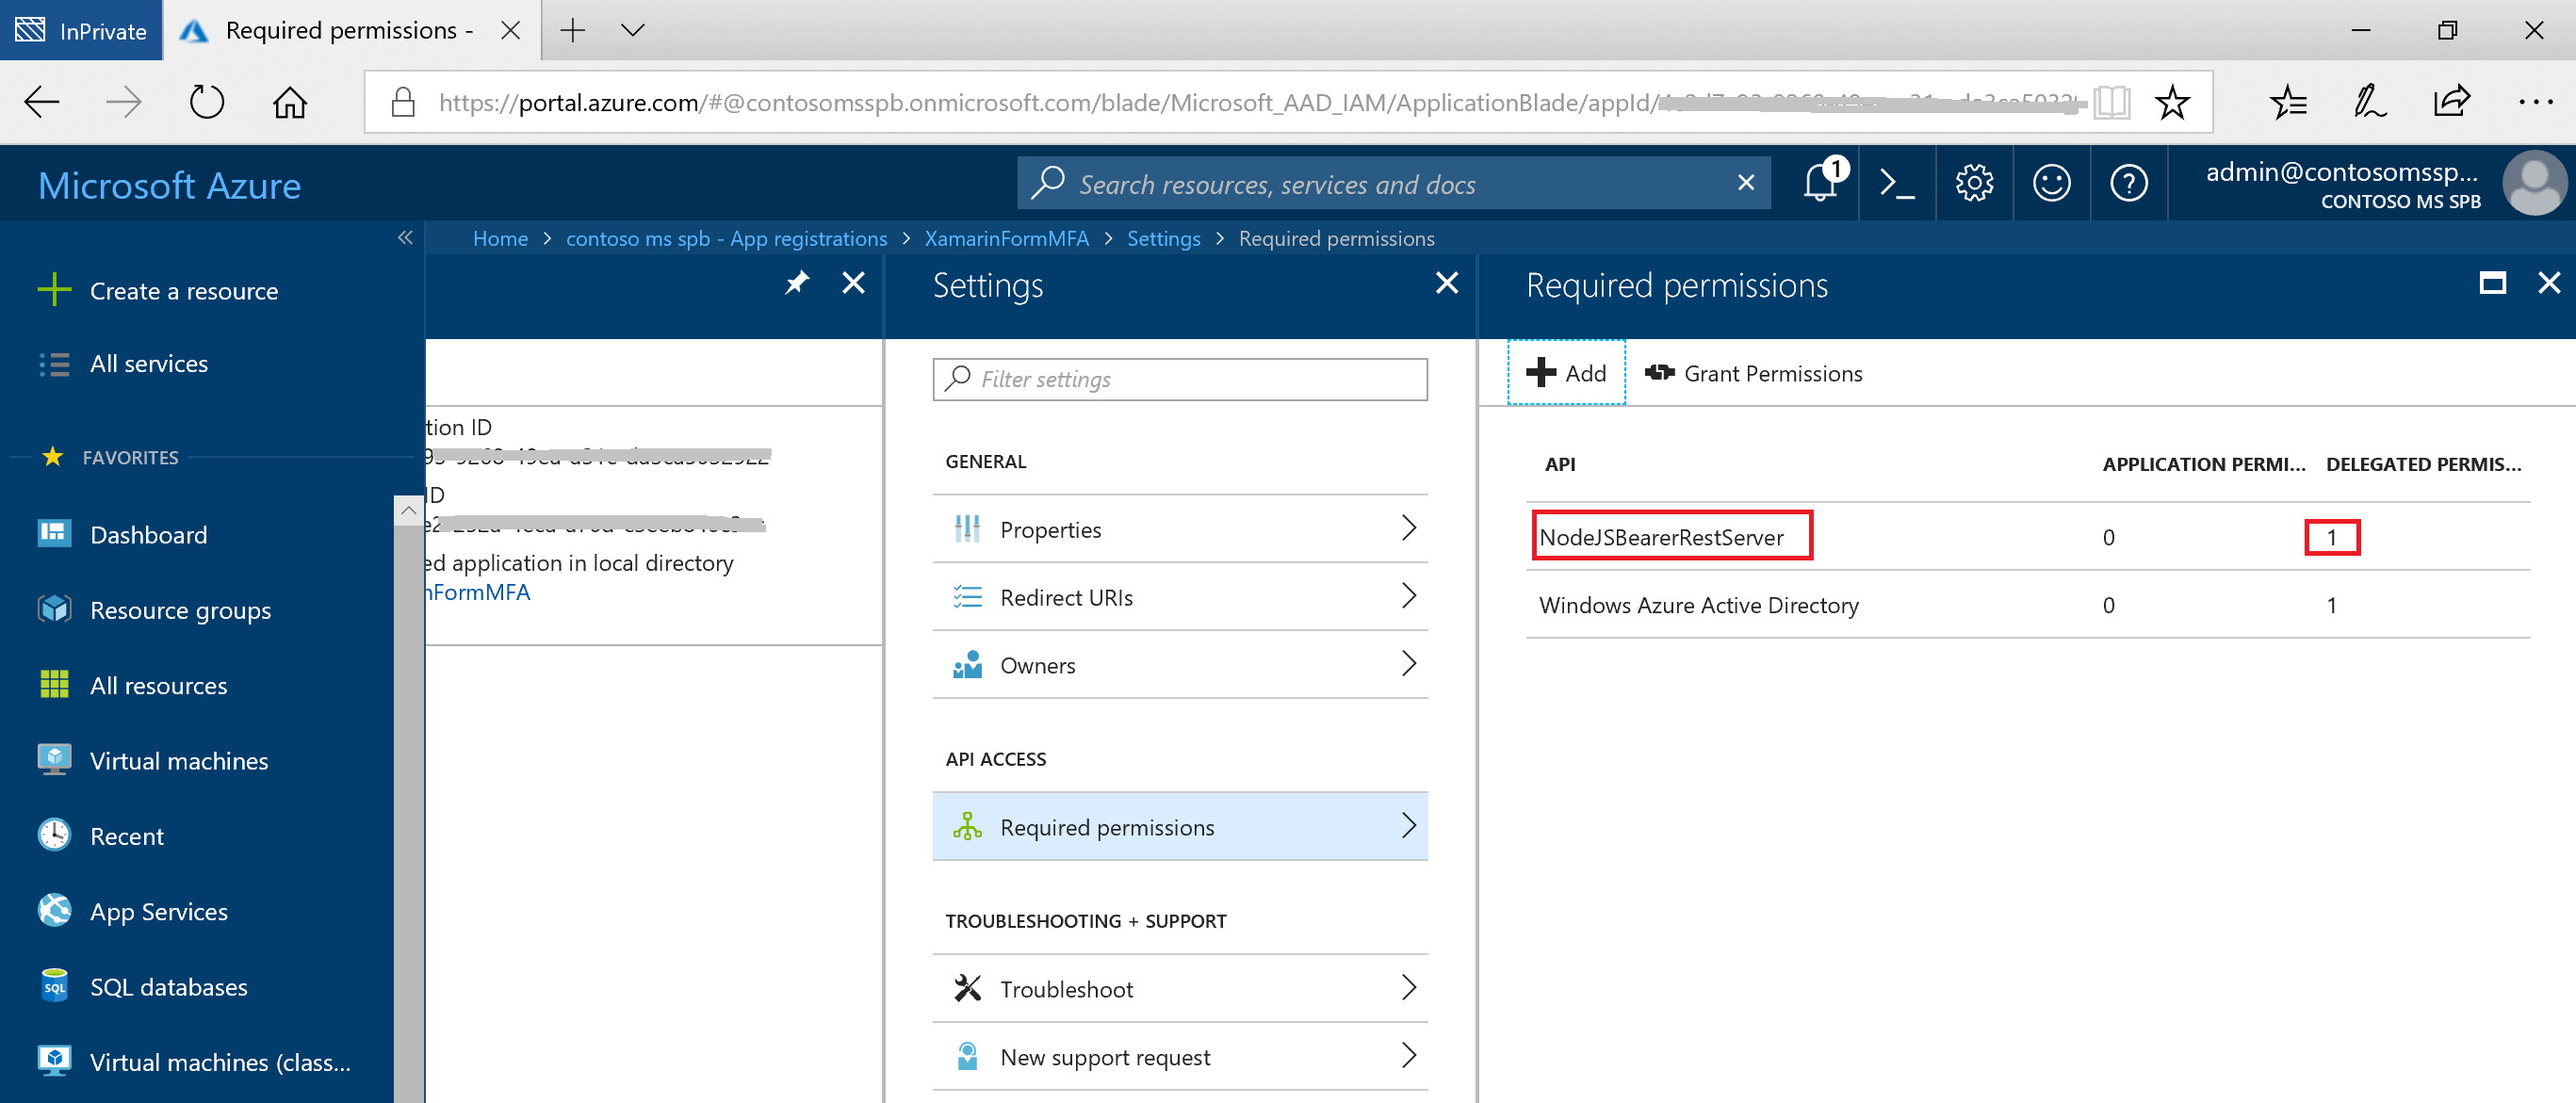 InPrivate
Required permissions -
https://portal.azure.com/#@contosomsspb.onmicrosoft.com/blade/Microsoft_AAD_IAM/ApplicationBlade/appId/
Microsoft Azure
Search resources, services and docs
1
admin@contosomssp...
CONTOSO MS SPB
Home > contoso ms spb - App registrations > XamarinFormMFA > Settings > Required permissions
Create a resource
All services
FAVORITES
Dashboard
Resource groups
All resources
Virtual machines
Recent
App Services
SQL
SQL databases
Virtual machines (class...
tion ID
ID
ed application in local directory
nFormMFA
Settings
Filter settings
GENERAL
Properties
Redirect URIs
Owners
API ACCESS
Required permissions
TROUBLESHOOTING + SUPPORT
Troubleshoot
New support request
Required permissions
Add
Grant Permissions
API APPLICATION PERMI... DELEGATED PERMIS...
NodeJSBearerRestServer 0 1
Windows Azure Active Directory 0 1